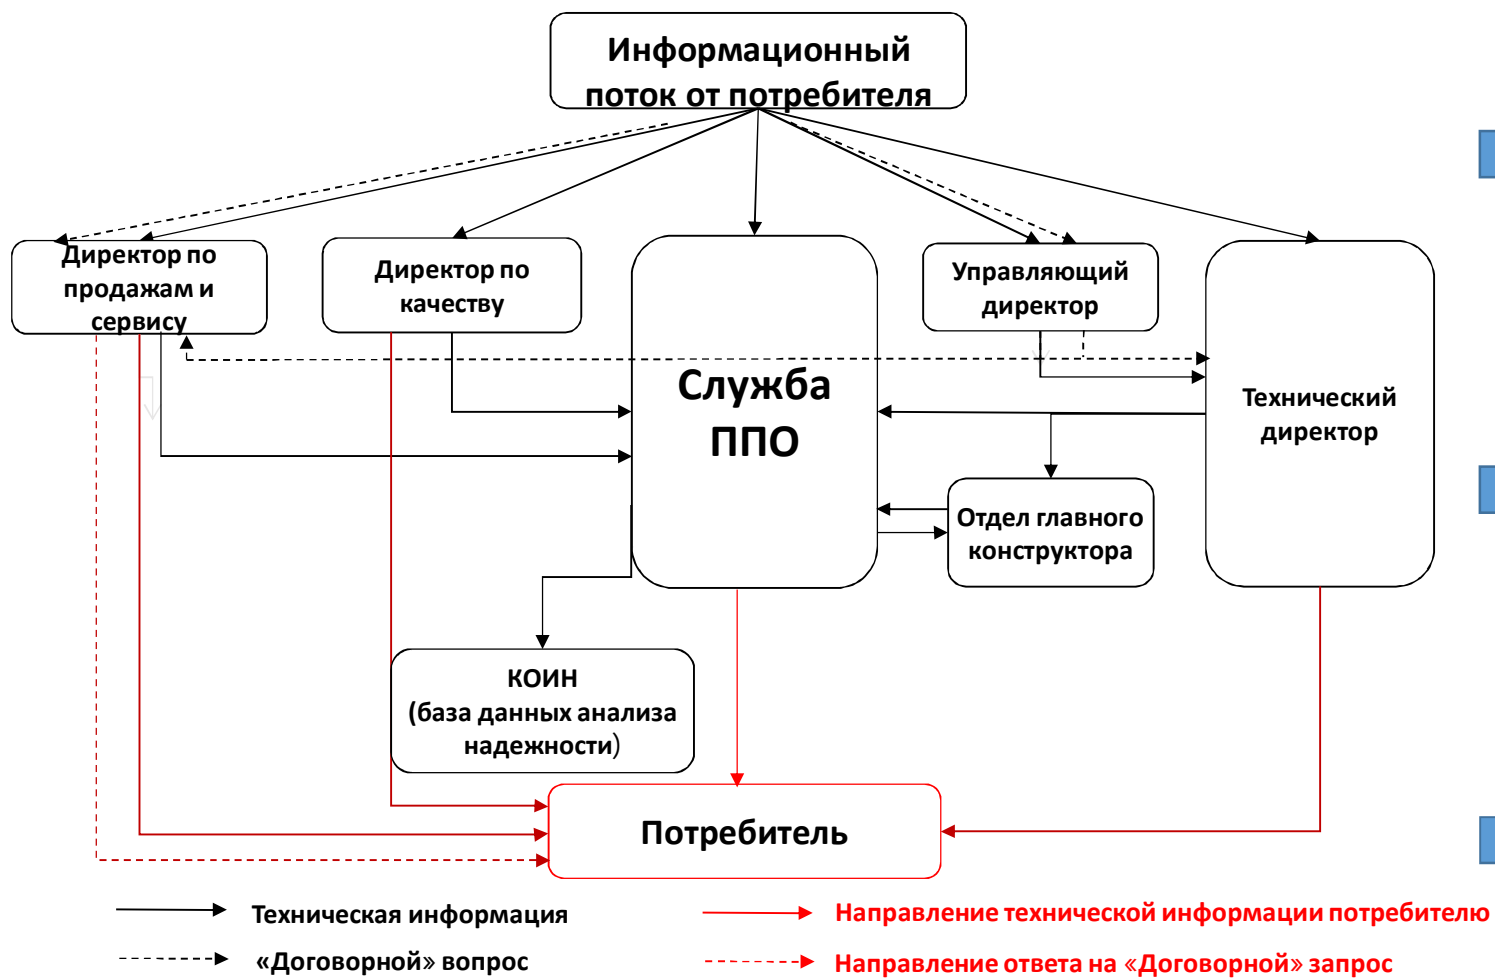 Информационный
поток от потребителя
Директор по
продажам и
сервису
Директор по
качеству
Служба
ППО
Управляющий
директор
Технический
директор
Отдел главного
конструктора
КОИН
(база данных анализа
надежности)
Потребитель
Техническая информация
Направление технической информации потребителю
«Договорной» вопрос
Направление ответа на «Договорной» запрос